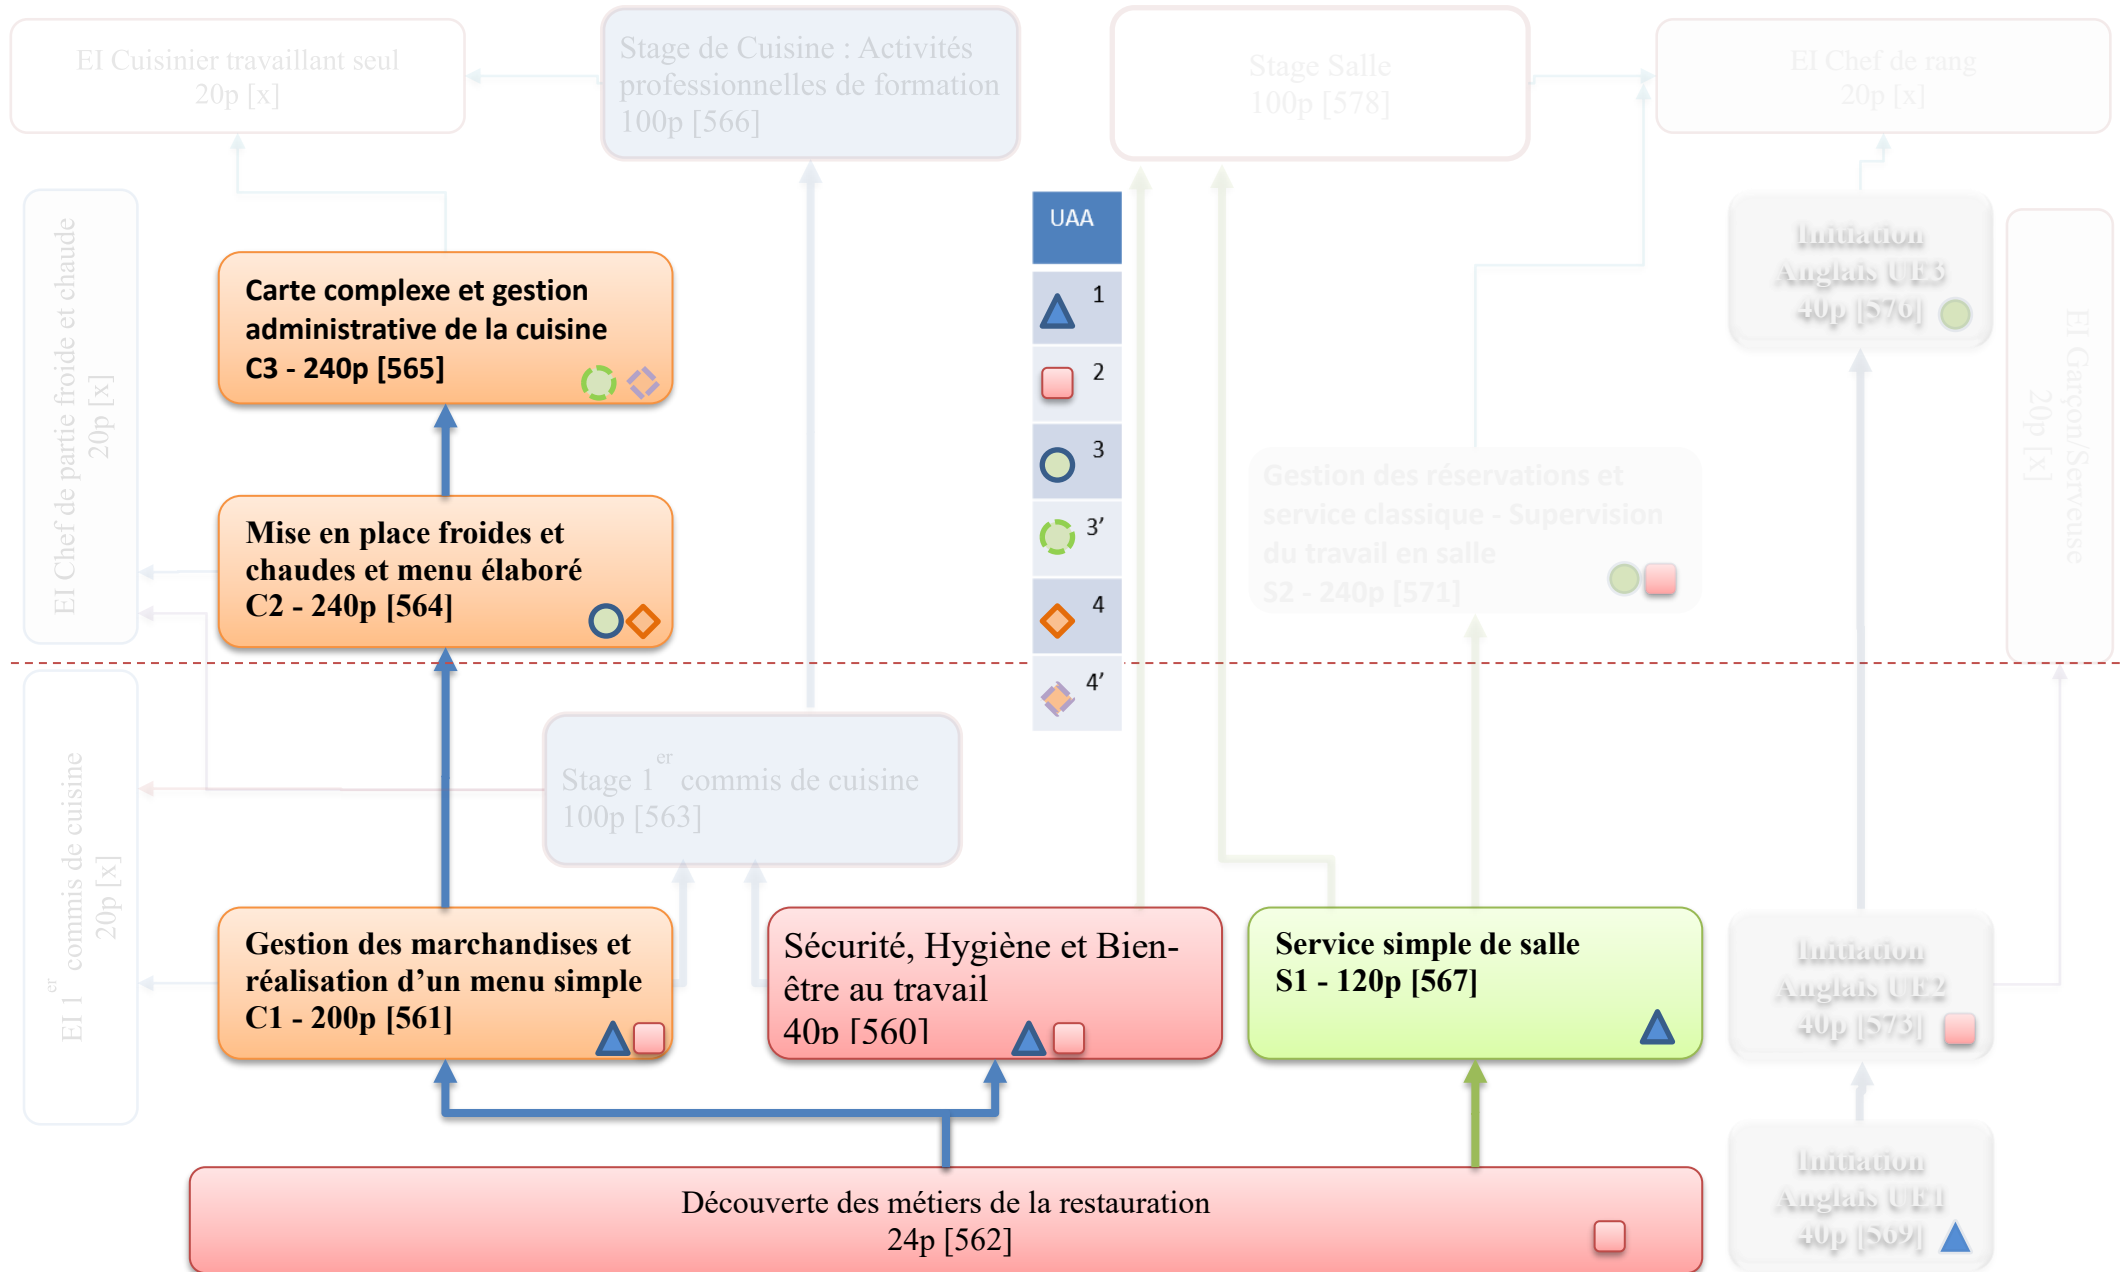 EI Cuisinier travaillant seul
20p [x]
Stage de Cuisine : Activités
professionnelles de formation
100p [566]
Stage Salle
100p [578]
EI Chef de rang
20p [x]
EI Chef de partie froide et chaude
20p [x]
Carte complexe et gestion
administrative de la cuisine
C3 - 240p [565]
UAA
1
2
3
3’
4
4’
Initiation
Anglais UE3
40p [576]
EI Garçon/Serveuse
20p [x]
Mise en place froides et
chaudes et menu élaboré
C2 - 240p [564]
Gestion des réservations et
service classique - Supervision
du travail en salle
S2 - 240p [571]
EI 1er commis de cuisine
20p [x]
Stage 1er commis de cuisine
100p [563]
Gestion des marchandises et
réalisation d’un menu simple
C1 - 200p [561]
Sécurité, Hygiène et Bien-
être au travail
40p [560]
Service simple de salle
S1 - 120p [567]
Initiation
Anglais UE2
40p [573]
Découverte des métiers de la restauration
24p [562]
Initiation
Anglais UE1
40p [569]